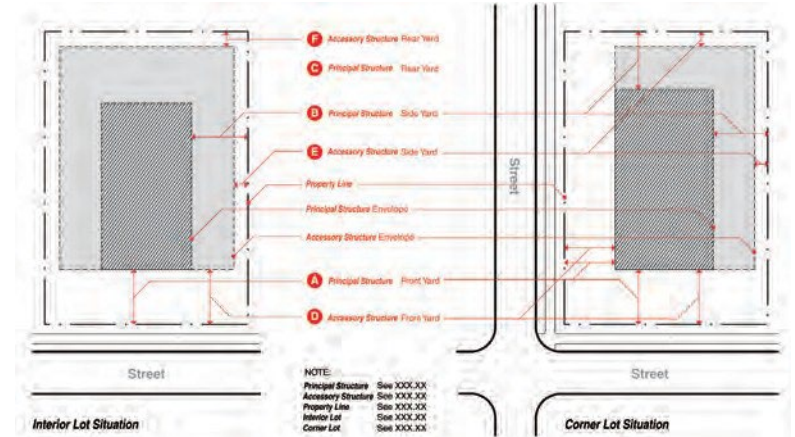 F Accessory Structure Rear Yard
C Principal Structure Rear Yard
B Principal Structure Side Yard
E Accessory Structure Side Yard
Property Line
Principal Structure Envelope
Accessory Structure Envelope
A Principal Structure Front Yard
D Accessory Structure Front Yard
Street
Street
Street
NOTE:
Principal Structure See XXX.XX
Accessory Structure See XXX.XX
Property Line See XXX.XX
Interior Lot See XXX.XX
Corner Lot See XXX.XX
Interior Lot Situation
Corner Lot Situation